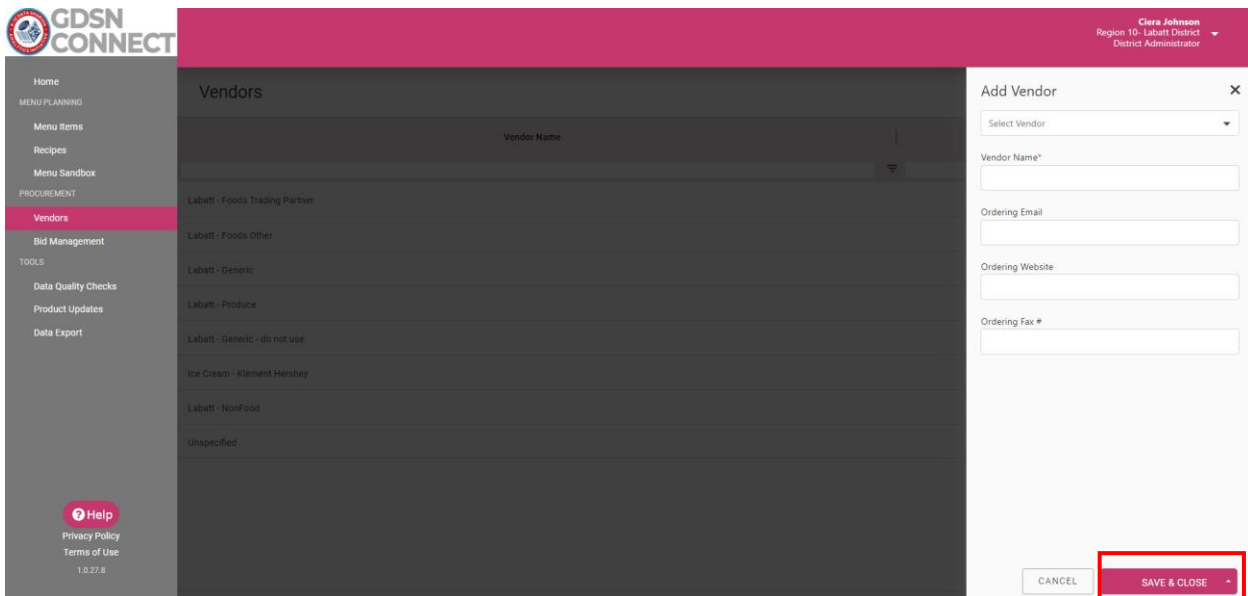 GDSN
CONNECT
Ciera Johnson
Region 10- Labatt District
District Administrator
Home
MENU PLANNING
Menu Items
Recipes
Menu Sandbox
PROCUREMENT
Vendors
Bid Management
TOOLS
Data Quality Checks
Product Updates
Data Export
Help
Privacy Policy
Terms of Use
1.0.27.8
Vendors
Vendor Name
Labatt - Foods Trading Partner
Labatt - Foods Other
Labatt - Generic
Labatt - Produce
Labatt - Generic - do not use
Ice Cream - Klement Hershey
Labatt - NonFood
Unspecified
Add Vendor
Select Vendor
Vendor Name*
Ordering Email
Ordering Website
Ordering Fax #
CANCEL
SAVE & CLOSE